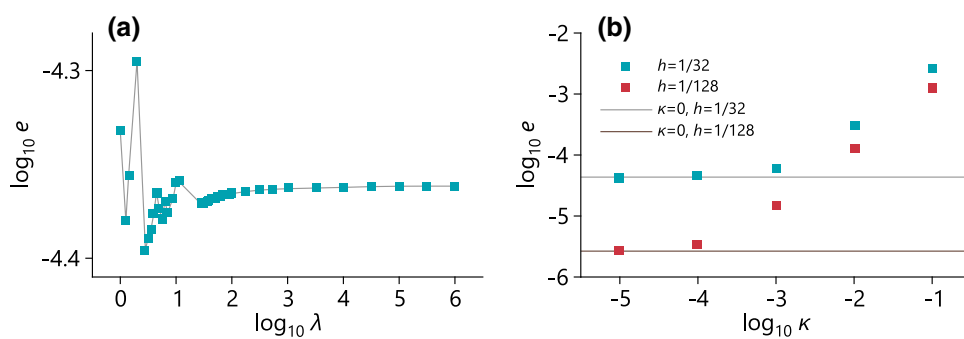 (a)
-4.3
-4.4
log10 e
0 1 2 3 4 5 6
log10 λ
(b)
-2
-3
-4
-5
-6
log10 e
h=1/32
h=1/128
κ=0, h=1/32
κ=0, h=1/128
-5 -4 -3 -2 -1
log10 κ